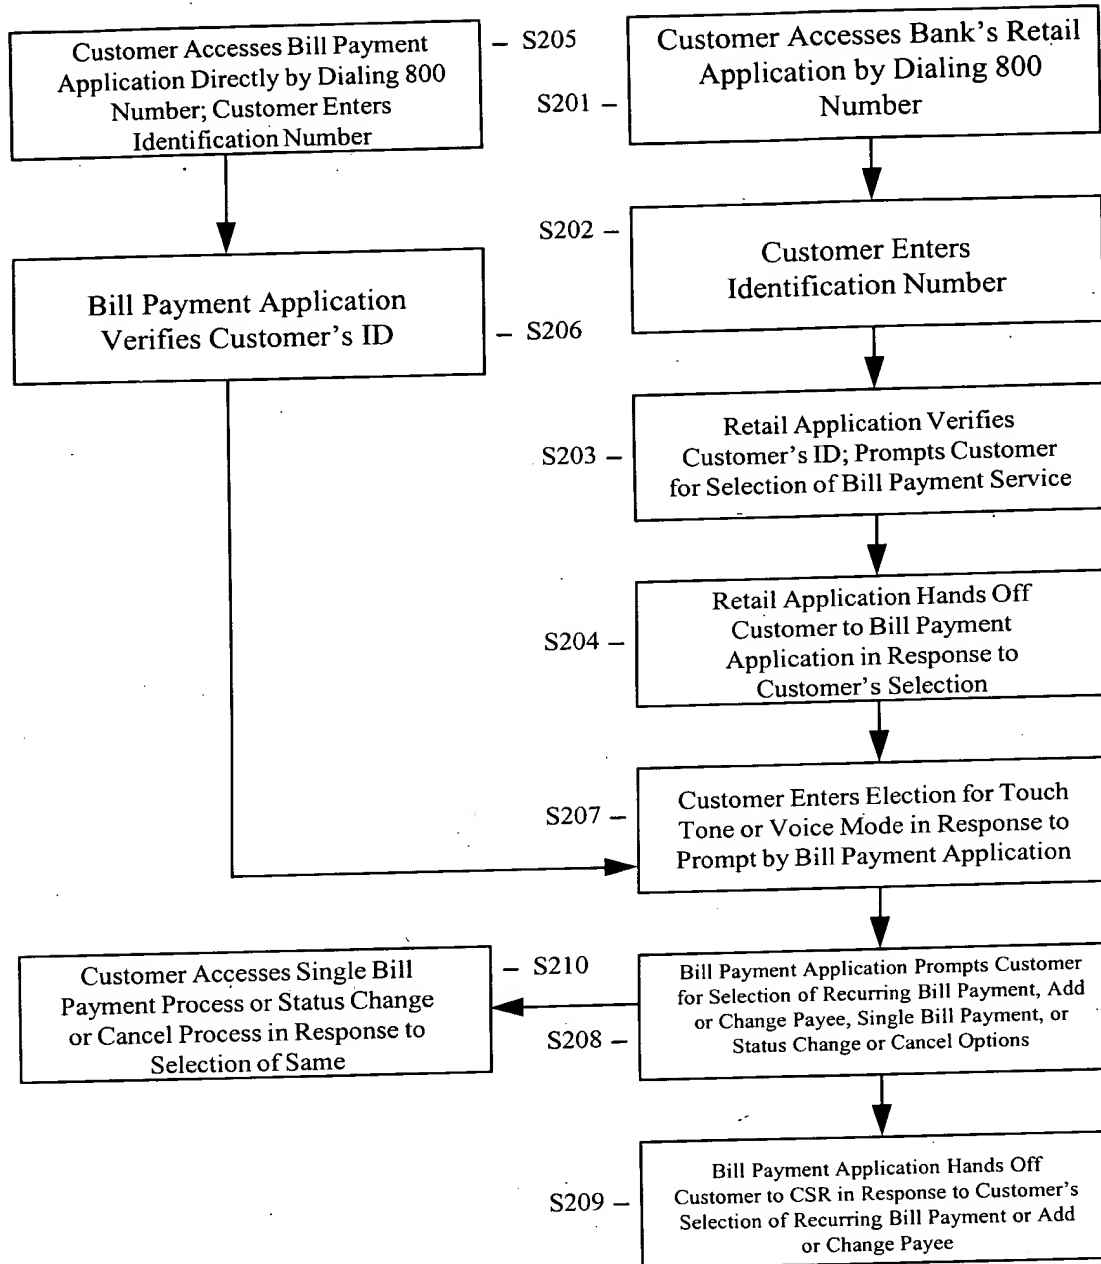 Customer Accesses Bill Payment
Application Directly by Dialing 800
Number; Customer Enters
Identification Number
– S205
Customer Accesses Bank's Retail
Application by Dialing 800
Number
S201 –
S202 –
Customer Enters
Identification Number
Bill Payment Application
Verifies Customer's ID
– S206
Retail Application Verifies
Customer's ID; Prompts Customer
for Selection of Bill Payment Service
S203 –
Retail Application Hands Off
Customer to Bill Payment
Application in Response to
Customer's Selection
S204 –
S207 –
Customer Enters Election for Touch
Tone or Voice Mode in Response to
Prompt by Bill Payment Application
Customer Accesses Single Bill
Payment Process or Status Change
or Cancel Process in Response to
Selection of Same
– S210
Bill Payment Application Prompts Customer
for Selection of Recurring Bill Payment, Add
or Change Payee, Single Bill Payment, or
Status Change or Cancel Options
S208 –
Bill Payment Application Hands Off
Customer to CSR in Response to Customer's
Selection of Recurring Bill Payment or Add
or Change Payee
S209 –